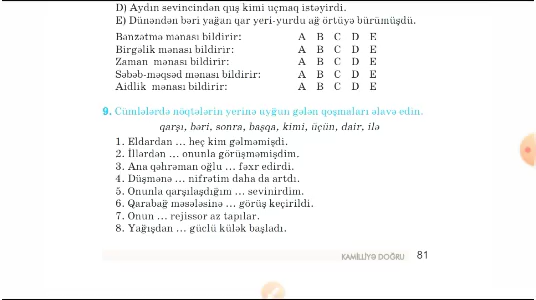 D) Aydın sevincindən quş kimi uçmaq istəyirdi.
E) Dünəndən bəri yağan qar yeri-yurdu ağ örtüyə bürümüşdü.
Bənzətmə mənası bildirir: A B C D E
Birgəlik mənası bildirir: A B C D E
Zaman mənası bildirir: A B C D E
Səbəb-məqsəd mənası bildirir: A B C D E
Aidlik mənası bildirir: A B C D E
9. Cümlələrdə nöqtələrin yerinə uyğun gələn qoşmaları əlavə edin.
qarşı, bəri, sonra, başqa, kimi, üçün, dair, ilə
1. Eldardan ... heç kim gəlməmişdi.
2. İllərdən ... onunla görüşməmişdim.
3. Ana qəhrəman oğlu ... fəxr edirdi.
4. Düşmənə ... nifrətim daha da artdı.
5. Onunla qarşılaşdığım ... sevinirdim.
6. Qarabağ məsələsinə ... görüş keçirildi.
7. Onun ... rejissor az tapılar.
8. Yağışdan ... güclü külək başladı.
KAMİLLİYƏ DOĞRU 81